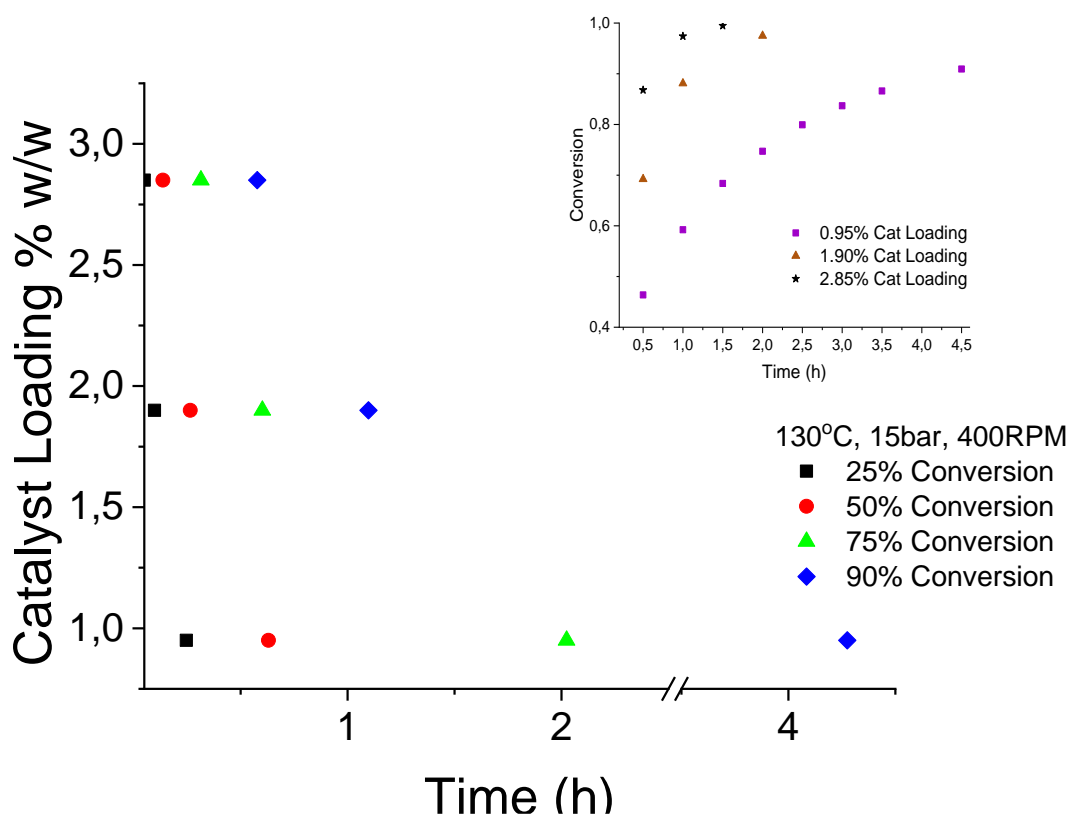 Catalyst Loading % w/w
3,0
2,5
2,0
1,5
1,0
1
2
4
Time (h)
Conversion
1,0
0,8
0,6
0,4
0,5
1,0
1,5
2,0
2,5
3,0
3,5
4,0
4,5
Time (h)
0.95% Cat Loading
1.90% Cat Loading
2.85% Cat Loading
130°C, 15bar, 400RPM
25% Conversion
50% Conversion
75% Conversion
90% Conversion